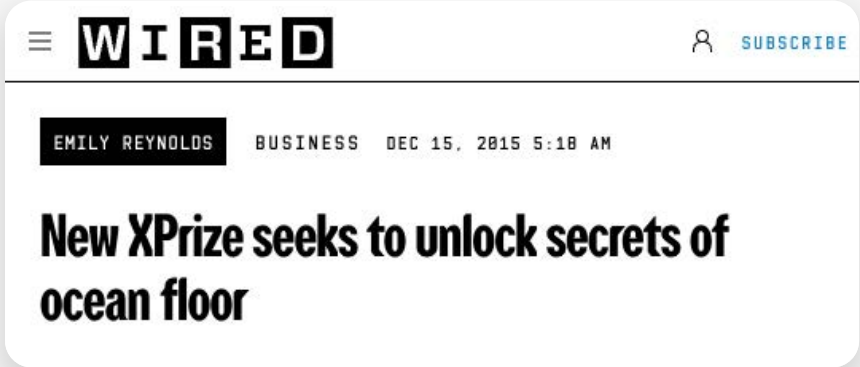 WIRED
SUBSCRIBE
EMILY REYNOLDS BUSINESS DEC 15, 2015 5:18 AM
New XPrize seeks to unlock secrets of
ocean floor